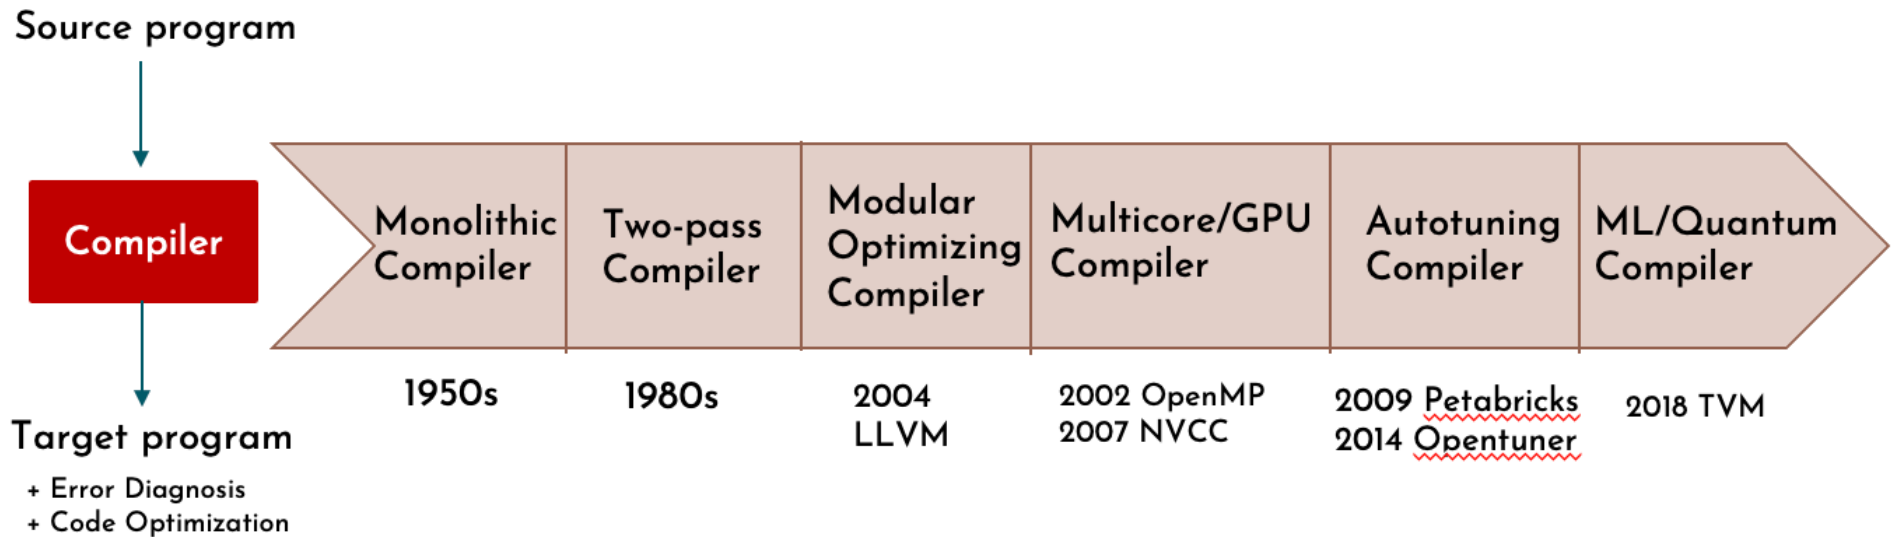 Source program
Compiler
Target program
+ Error Diagnosis
+ Code Optimization
Monolithic
Compiler
1950s
Two-pass
Compiler
1980s
Modular
Optimizing
Compiler
2004
LLVM
Multicore/GPU
Compiler
2002 OpenMP
2007 NVCC
Autotuning
Compiler
2009 Petabricks
2014 Opentuner
ML/Quantum
Compiler
2018 TVM